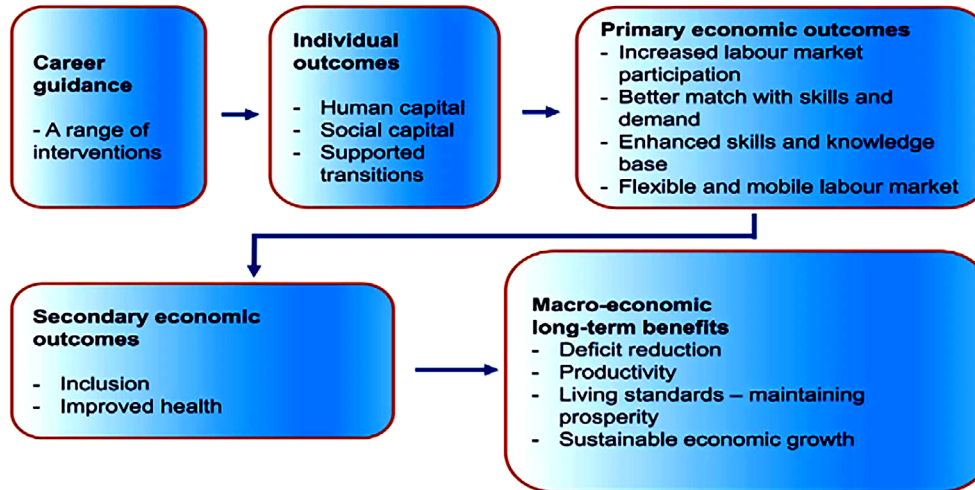 Career
guidance
- A range of
interventions
Individual
outcomes
- Human capital
- Social capital
- Supported
transitions
Primary economic outcomes
- Increased labour market
participation
- Better match with skills and
demand
- Enhanced skills and knowledge
base
- Flexible and mobile labour market
Secondary economic
outcomes
- Inclusion
- Improved health
Macro-economic
long-term benefits
- Deficit reduction
- Productivity
- Living standards – maintaining
prosperity
- Sustainable economic growth